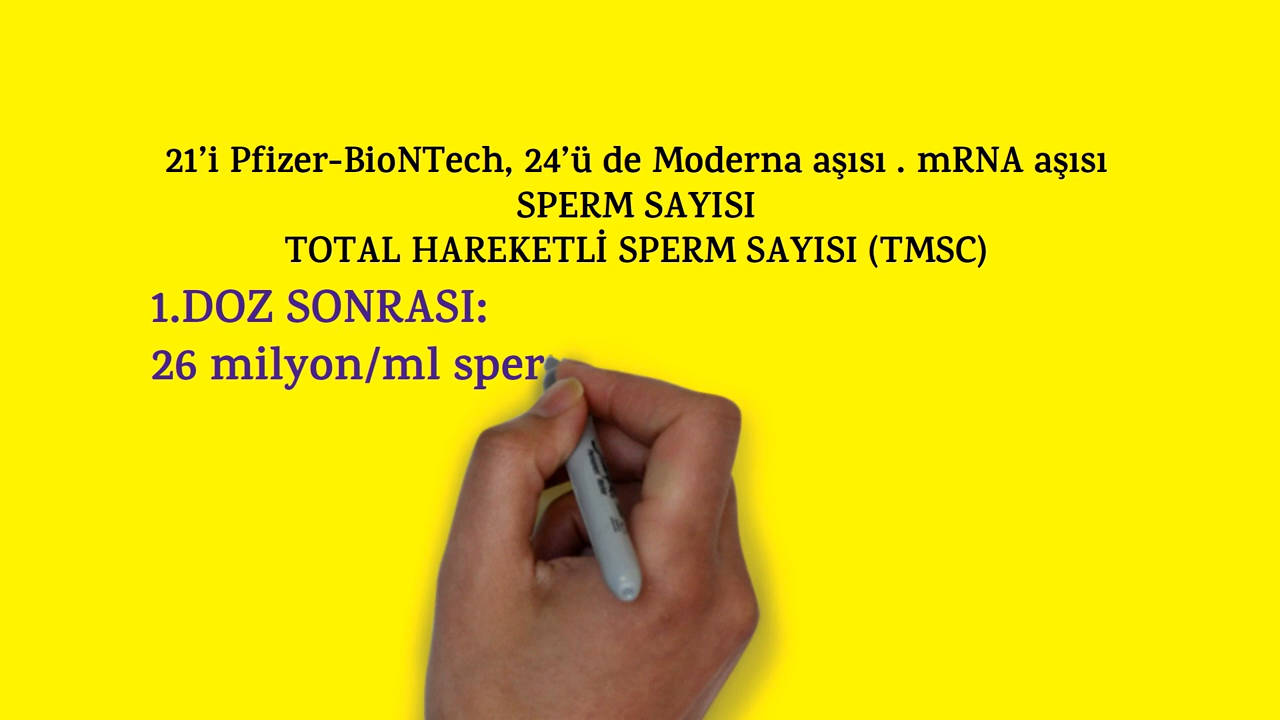 21’i Pfizer-BioNTech, 24’ü de Moderna aşısı . mRNA aşısı
SPERM SAYISI
TOTAL HAREKETLİ SPERM SAYISI (TMSC)
1.DOZ SONRASI:
26 milyon/ml sper